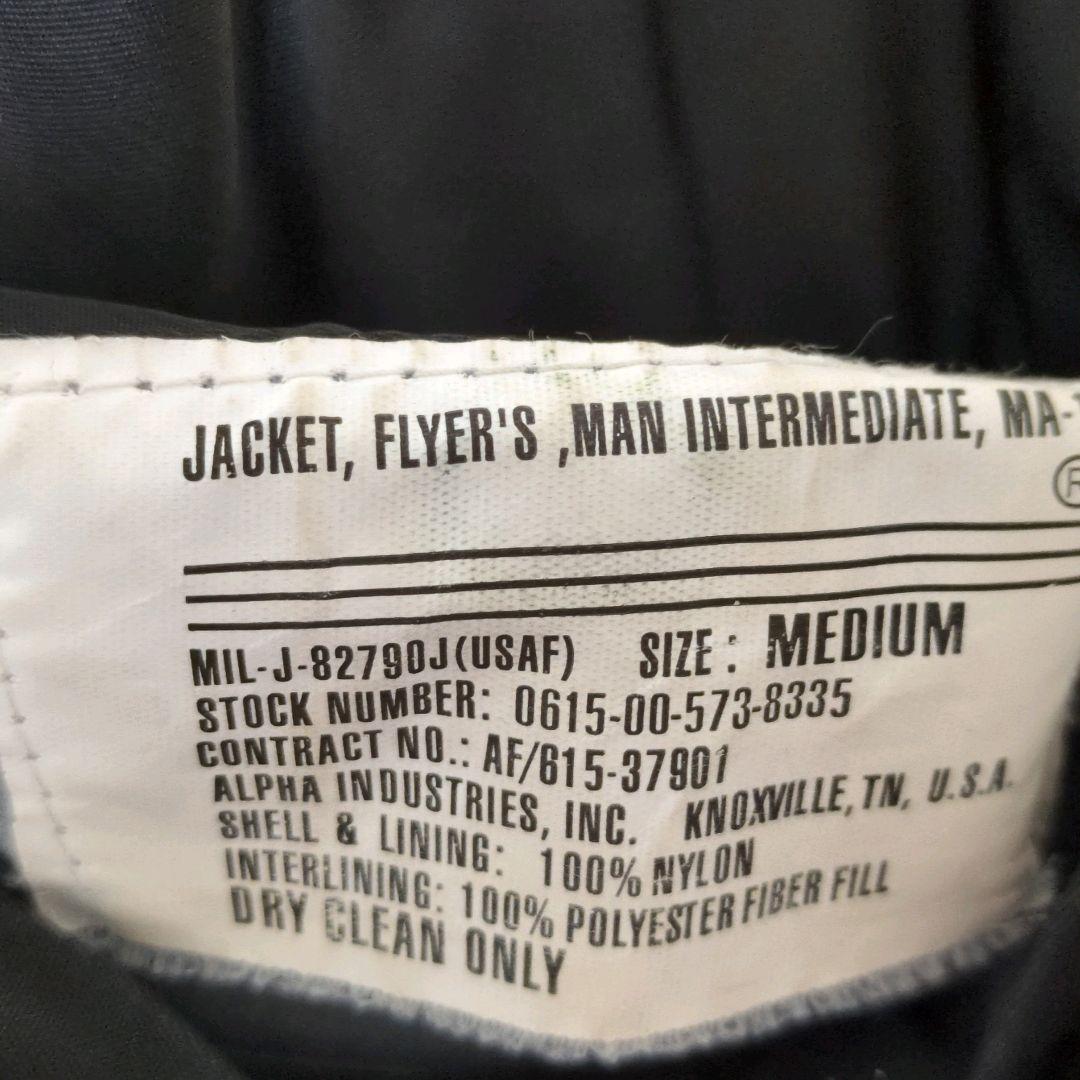 JACKET, FLYER'S ,MAN INTERMEDIATE, MA-1
®
MIL-J-82790J(USAF) SIZE: MEDIUM
STOCK NUMBER: 0615-00-573-8335
CONTRACT NO.: AF/615-37901
ALPHA INDUSTRIES, INC. KNOXVILLE, TN, U.S.A.
SHELL & LINING: 100% NYLON
INTERLINING: 100% POLYESTER FIBER FILL
DRY CLEAN ONLY